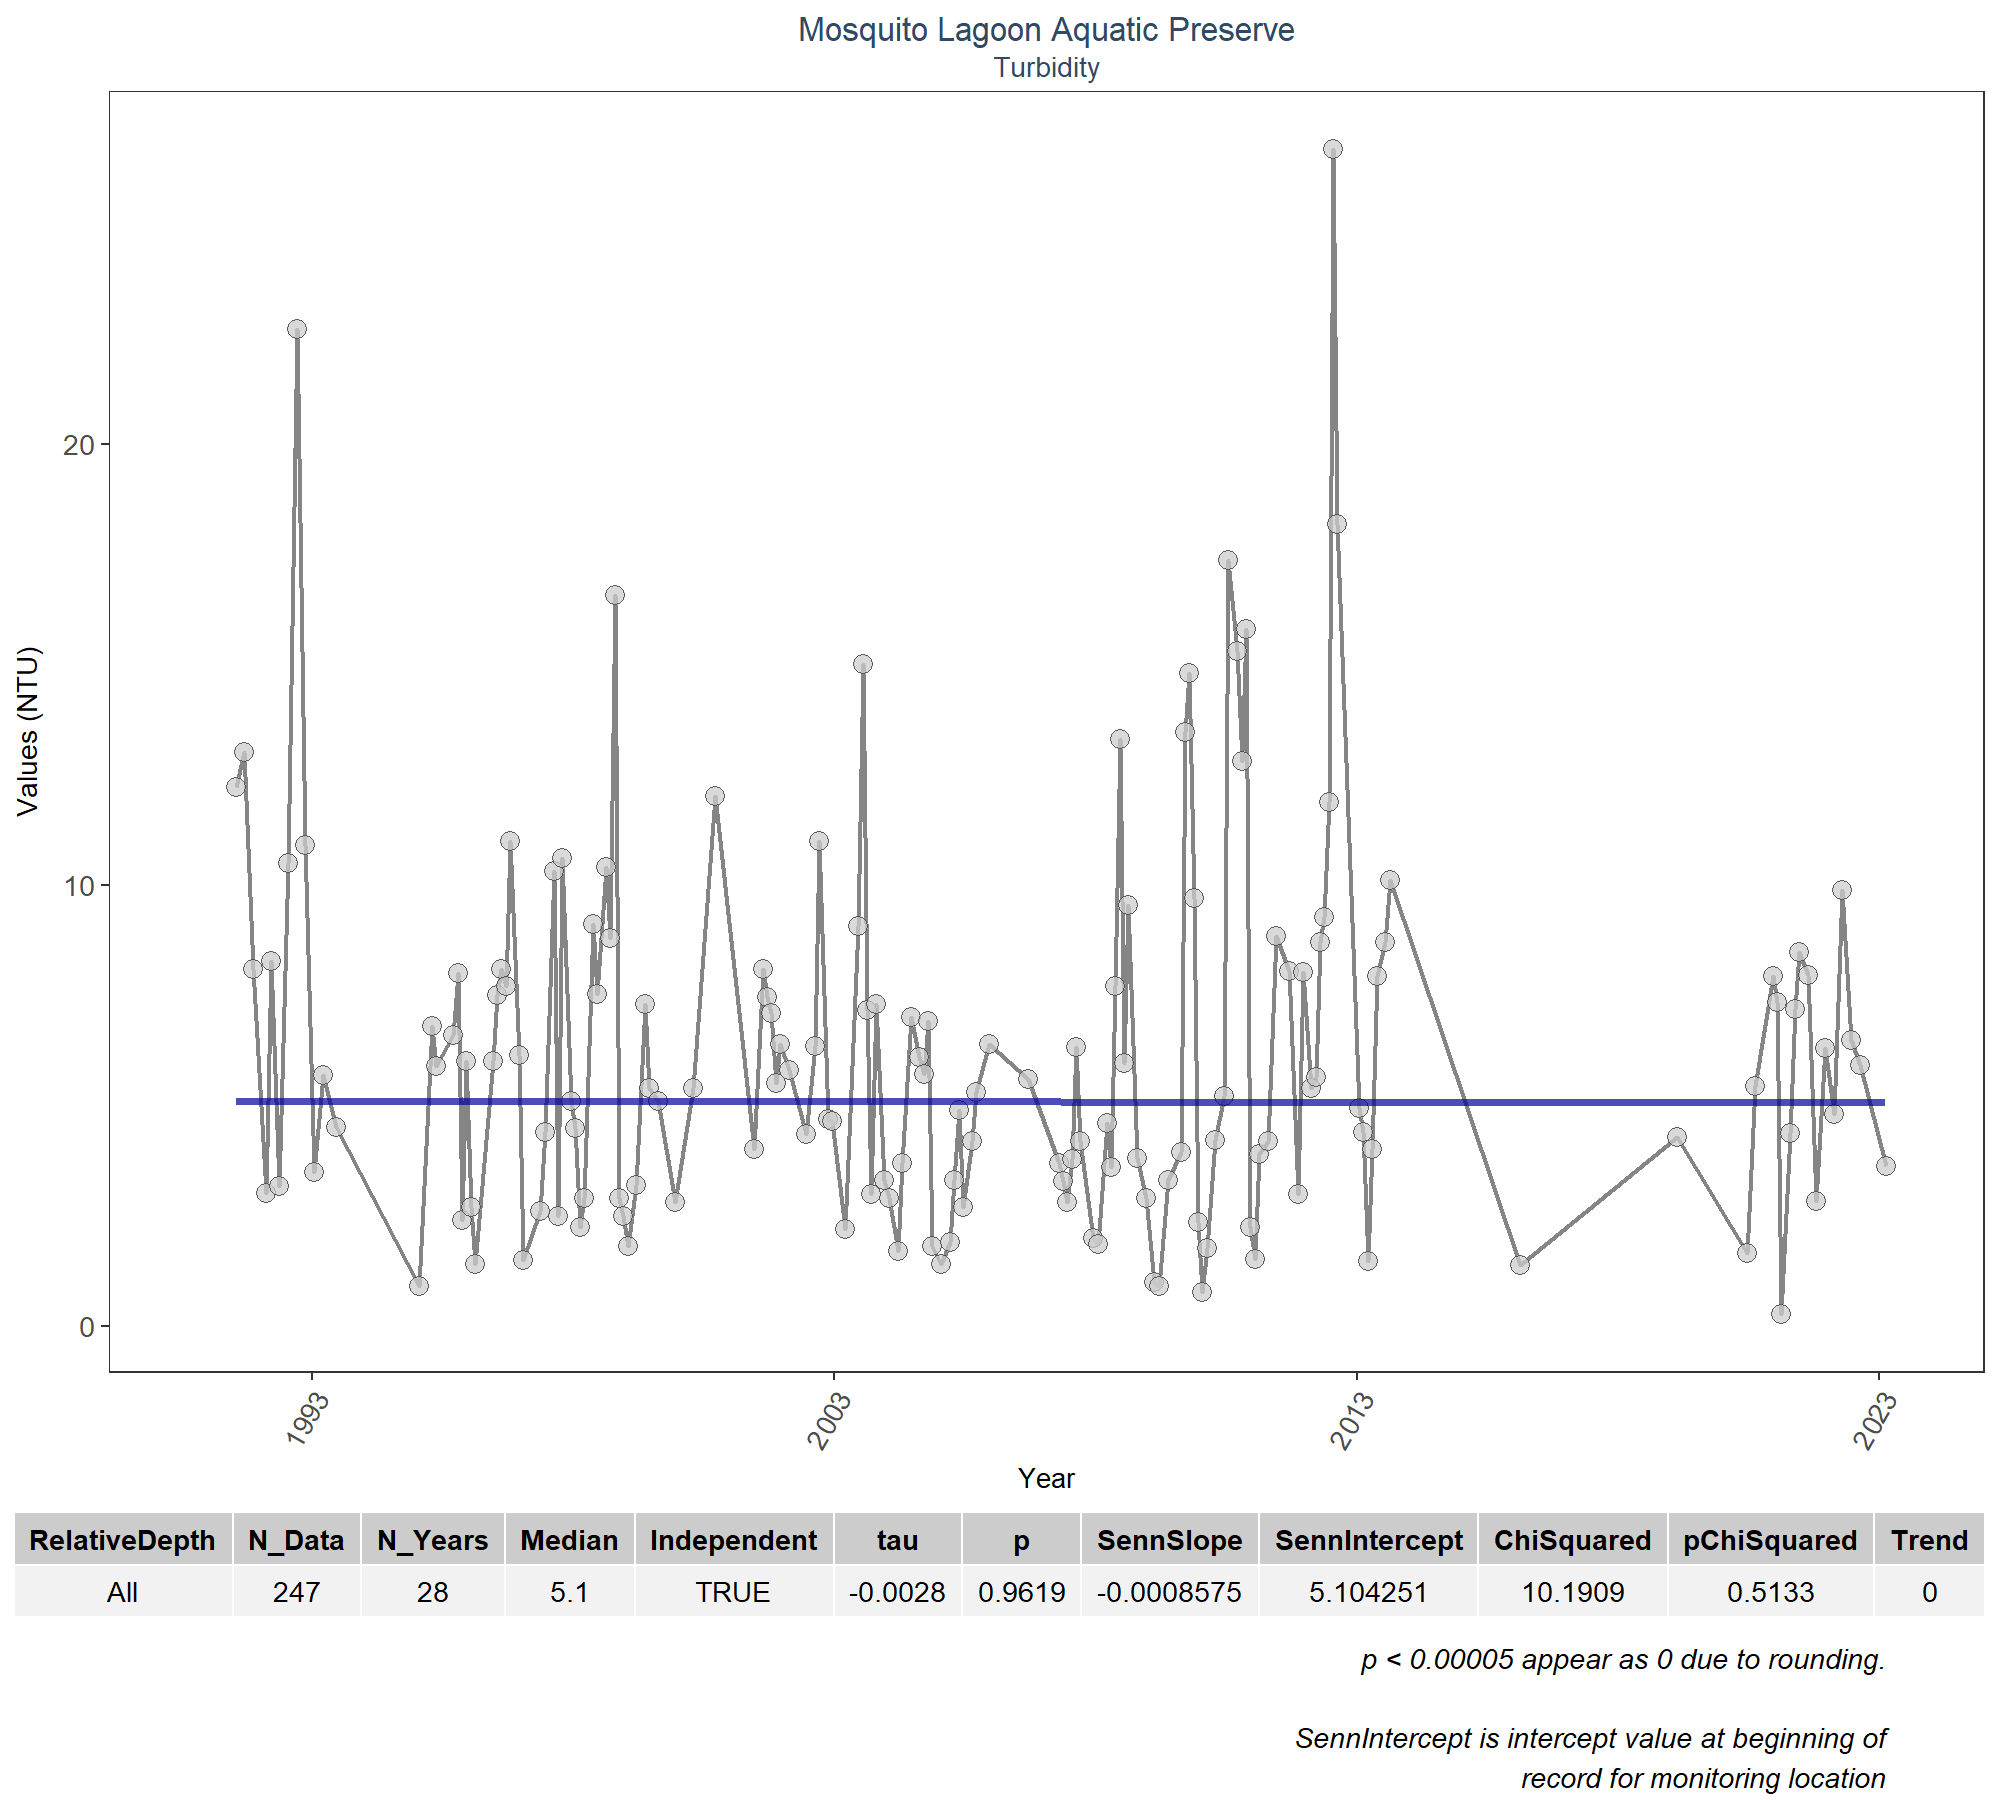 Mosquito Lagoon Aquatic Preserve
Turbidity
Values (NTU)
20
10
0
1993
2003
2013
2023
Year
RelativeDepth N_Data N_Years Median Independent tau p SennSlope SennIntercept ChiSquared pChiSquared Trend
All 247 28 5.1 TRUE -0.0028 0.9619 -0.0008575 5.104251 10.1909 0.5133 0
p < 0.00005 appear as 0 due to rounding.
SennIntercept is intercept value at beginning of
record for monitoring location